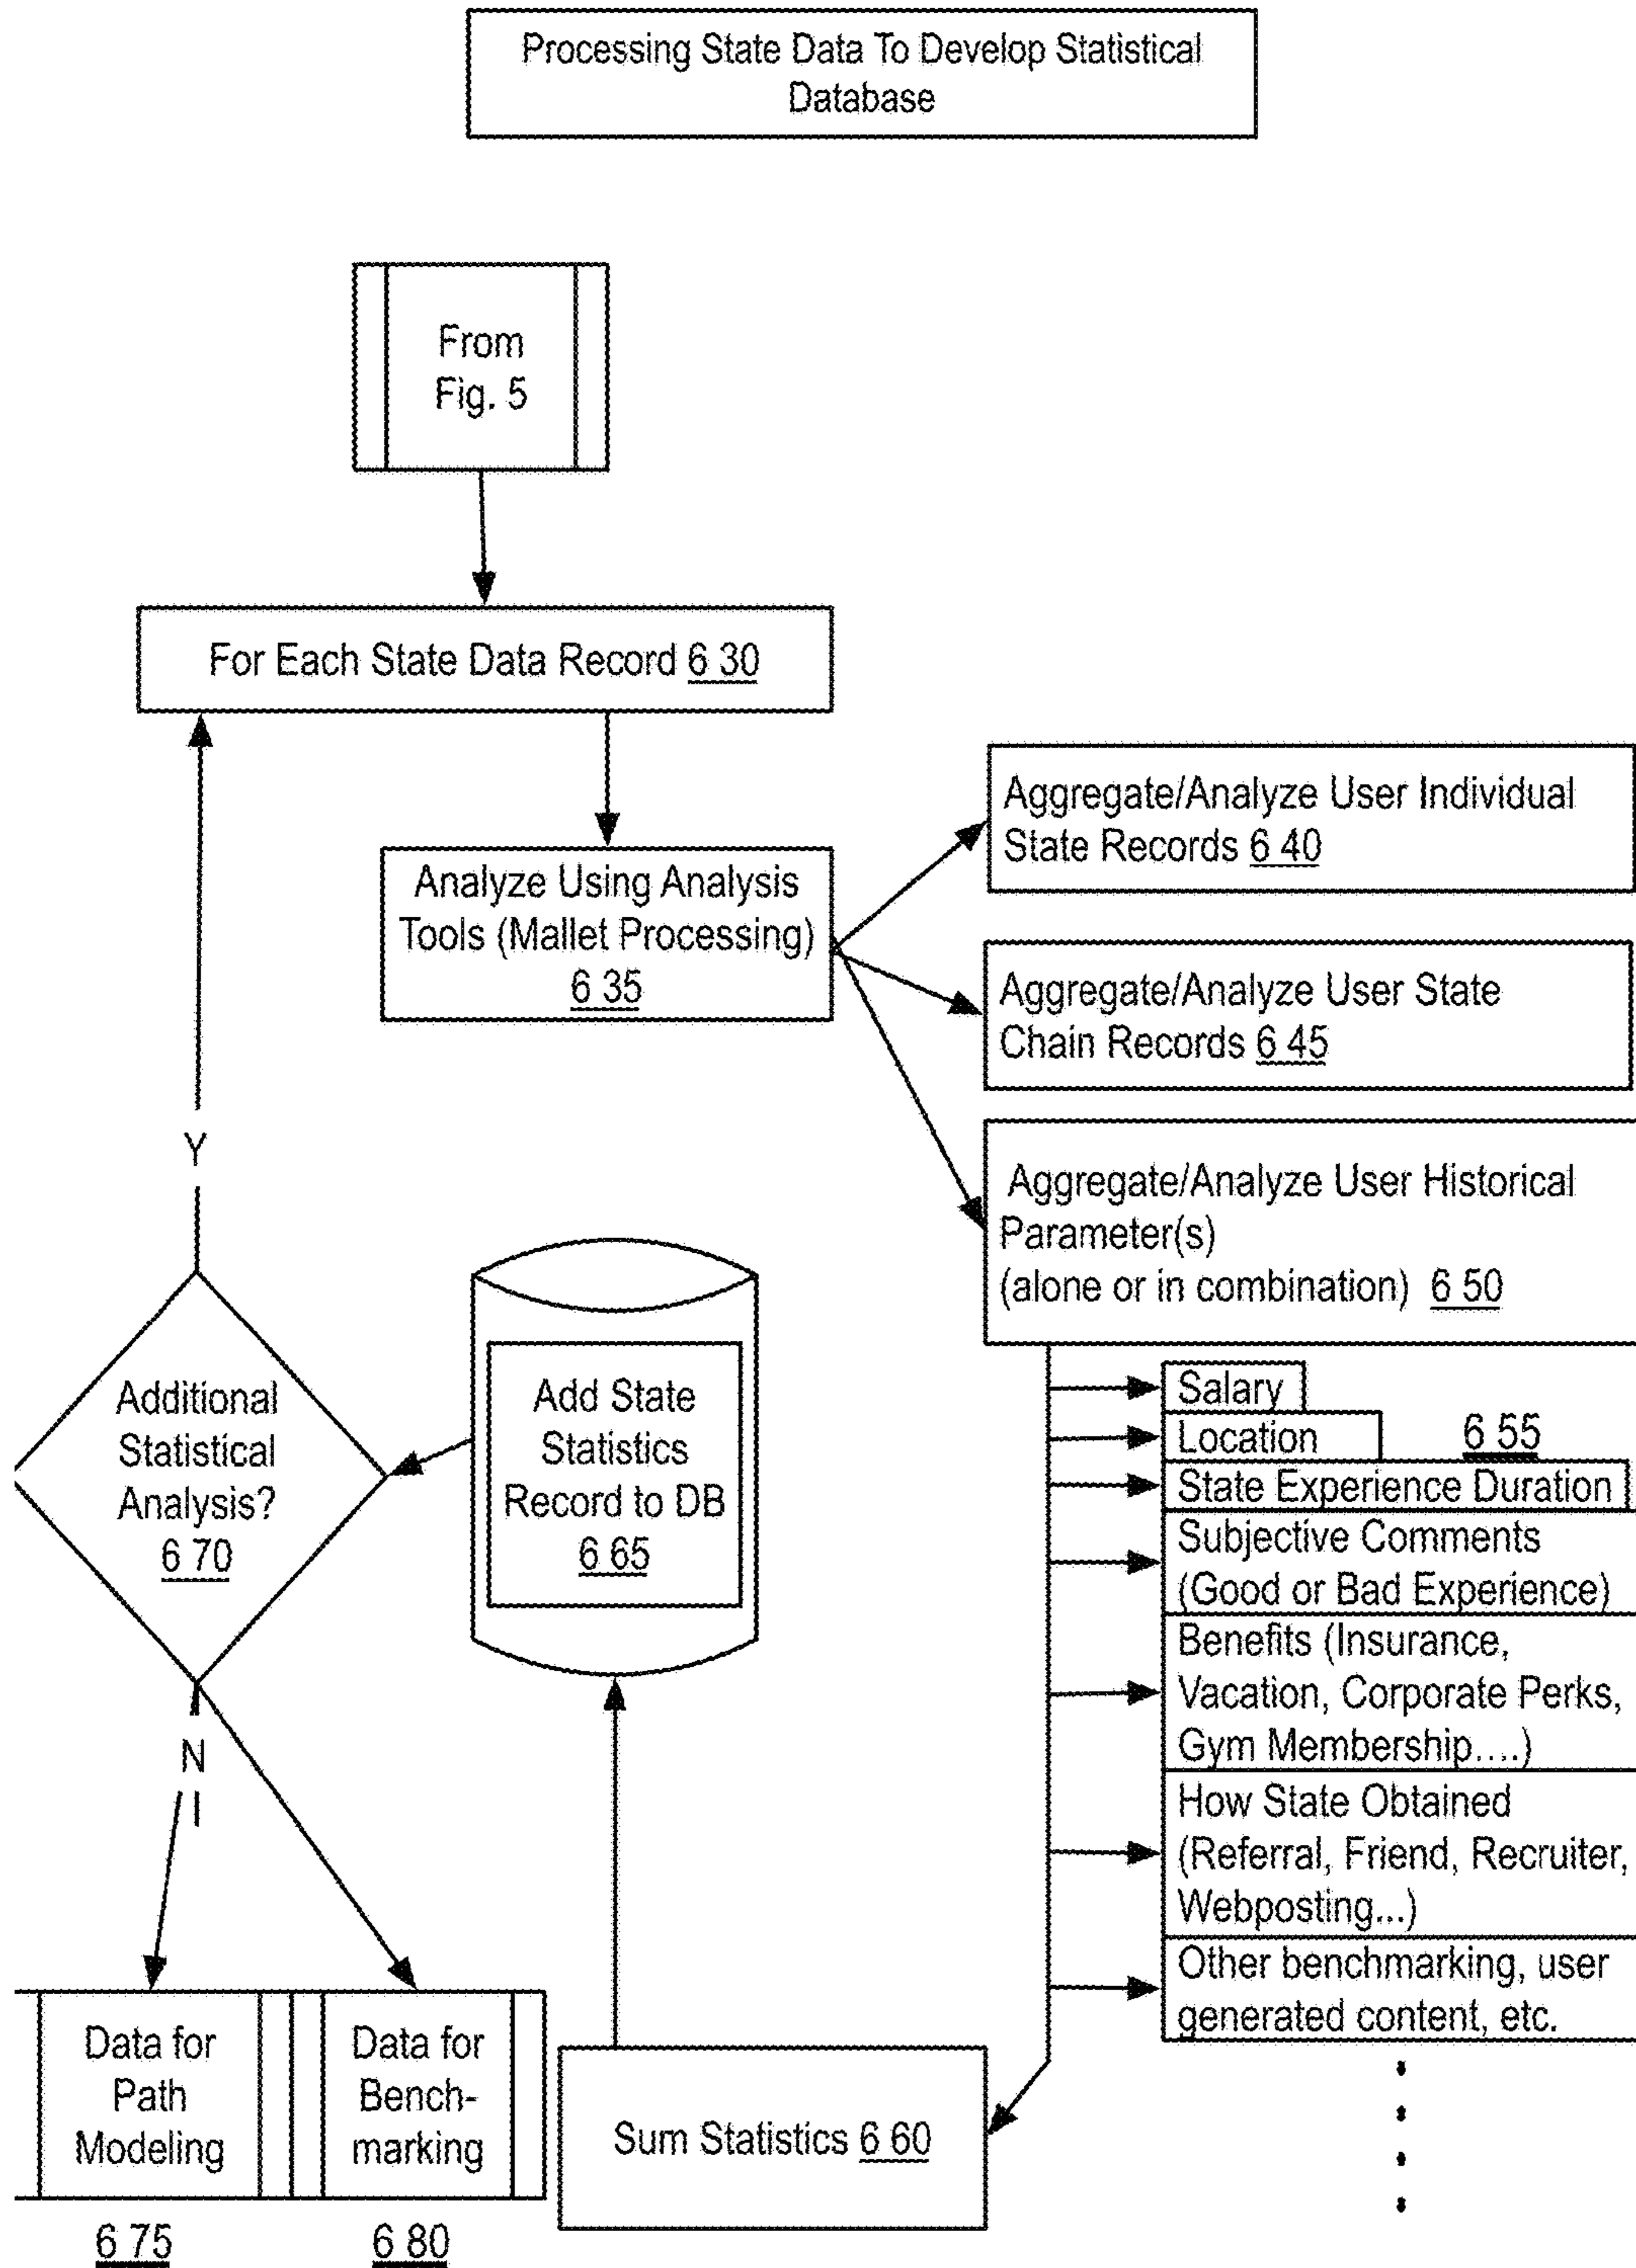 Processing State Data To Develop Statistical
Database
From
Fig. 5
For Each State Data Record 6 30
Analyze Using Analysis
Tools (Mallet Processing)
6 35
Aggregate/Analyze User Individual
State Records 6 40
Aggregate/Analyze User State
Chain Records 6 45
Aggregate/Analyze User Historical
Parameter(s)
(alone or in combination) 6 50
Salary
Location
6 55
State Experience Duration
Subjective Comments
(Good or Bad Experience)
Benefits (Insurance,
Vacation, Corporate Perks,
Gym Membership....)
How State Obtained
(Referral, Friend, Recruiter,
Webposting...)
Other benchmarking, user
generated content, etc.
Sum Statistics 6 60
Add State
Statistics
Record to DB
6 65
Additional
Statistical
Analysis?
6 70
Y
N
Data for
Path
Modeling
6 75
Data for
Bench-
marking
6 80